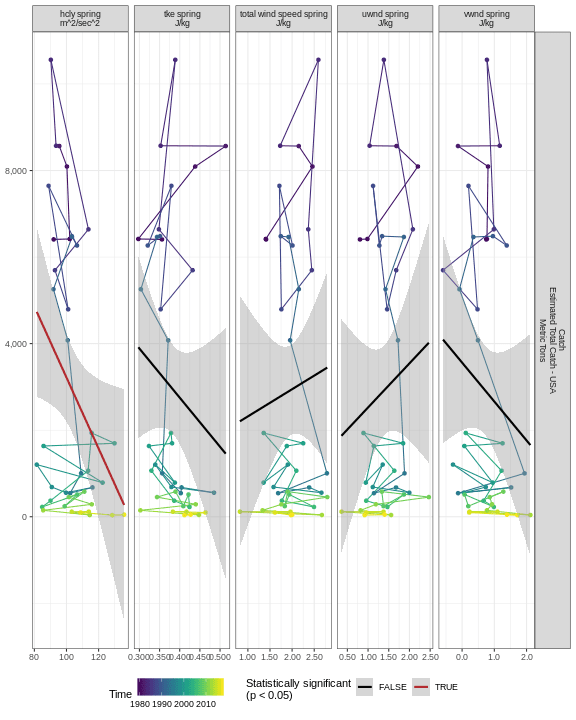 hcly spring
m^2/sec^2
tke spring
J/kg
total wind speed spring
J/kg
uwnd spring
J/kg
vwnd spring
J/kg
8,000
4,000
0
Catch
Estimated Total Catch - USA
Metric Tons
80 100 120
0.300 0.350 0.400 0.450 0.500
1.00 1.50 2.00 2.50
0.50 1.00 1.50 2.00 2.50
0.0 1.0 2.0
Time
1980 1990 2000 2010
Statistically significant
(p < 0.05)
FALSE
TRUE